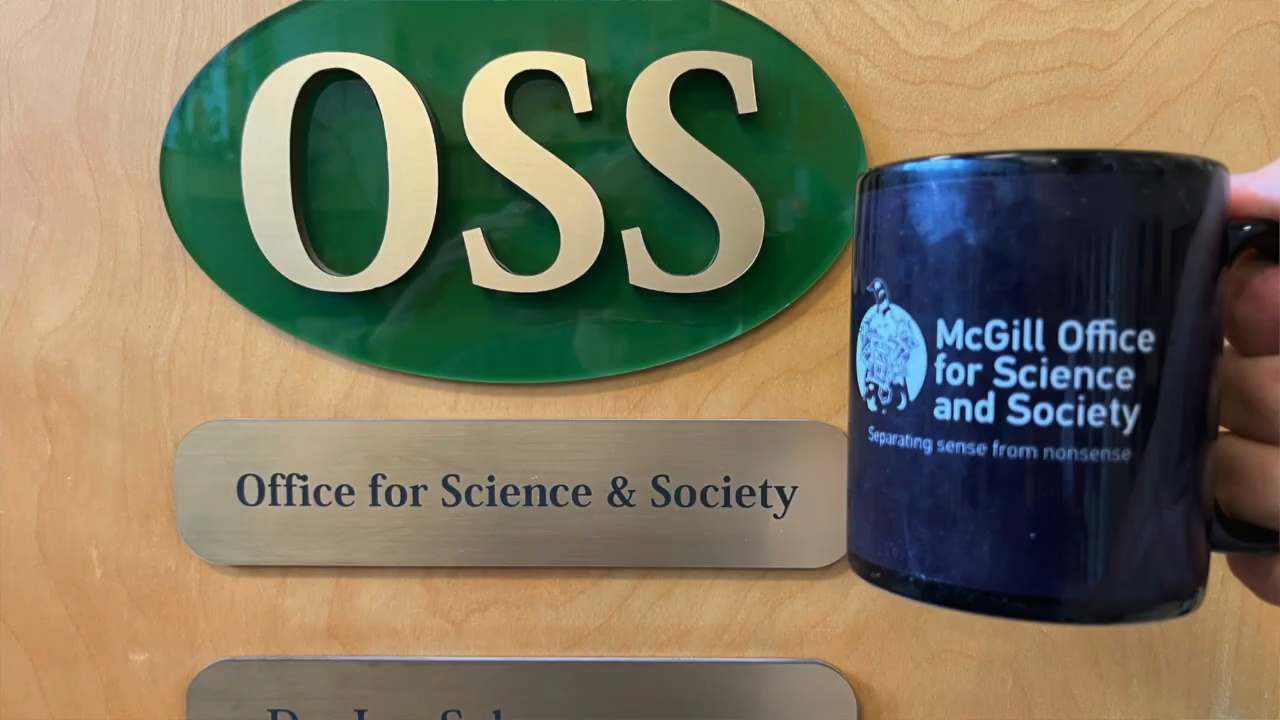 OSS
Office for Science & Society
McGill Office
for Science
and Society
Separating sense from nonsense